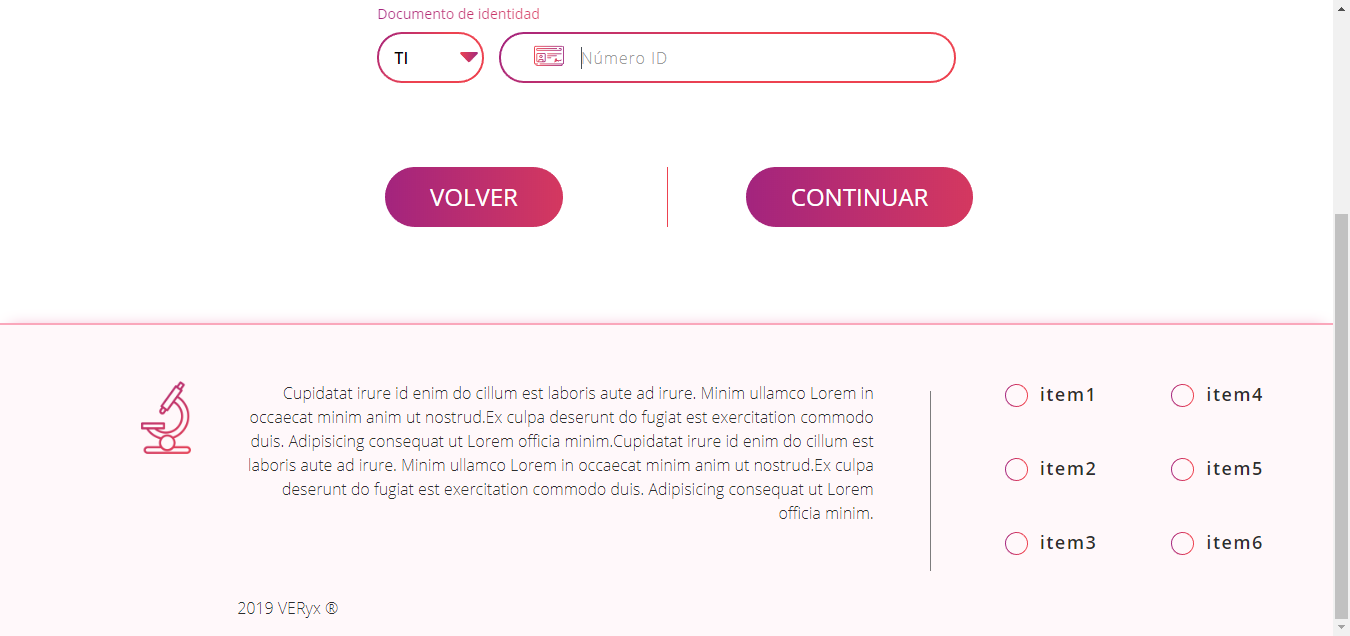 Documento de identidad
TI
Número ID
VOLVER
CONTINUAR
Cupidatat irure id enim do cillum est laboris aute ad irure. Minim ullamco Lorem in
occaecat minim anim ut nostrud.Ex culpa deserunt do fugiat est exercitation commodo
duis. Adipisicing consequat ut Lorem officia minim.Cupidatat irure id enim do cillum est
laboris aute ad irure. Minim ullamco Lorem in occaecat minim anim ut nostrud.Ex culpa
deserunt do fugiat est exercitation commodo duis. Adipisicing consequat ut Lorem
officia minim.
item1
item4
item2
item5
item3
item6
2019 VERyx ®